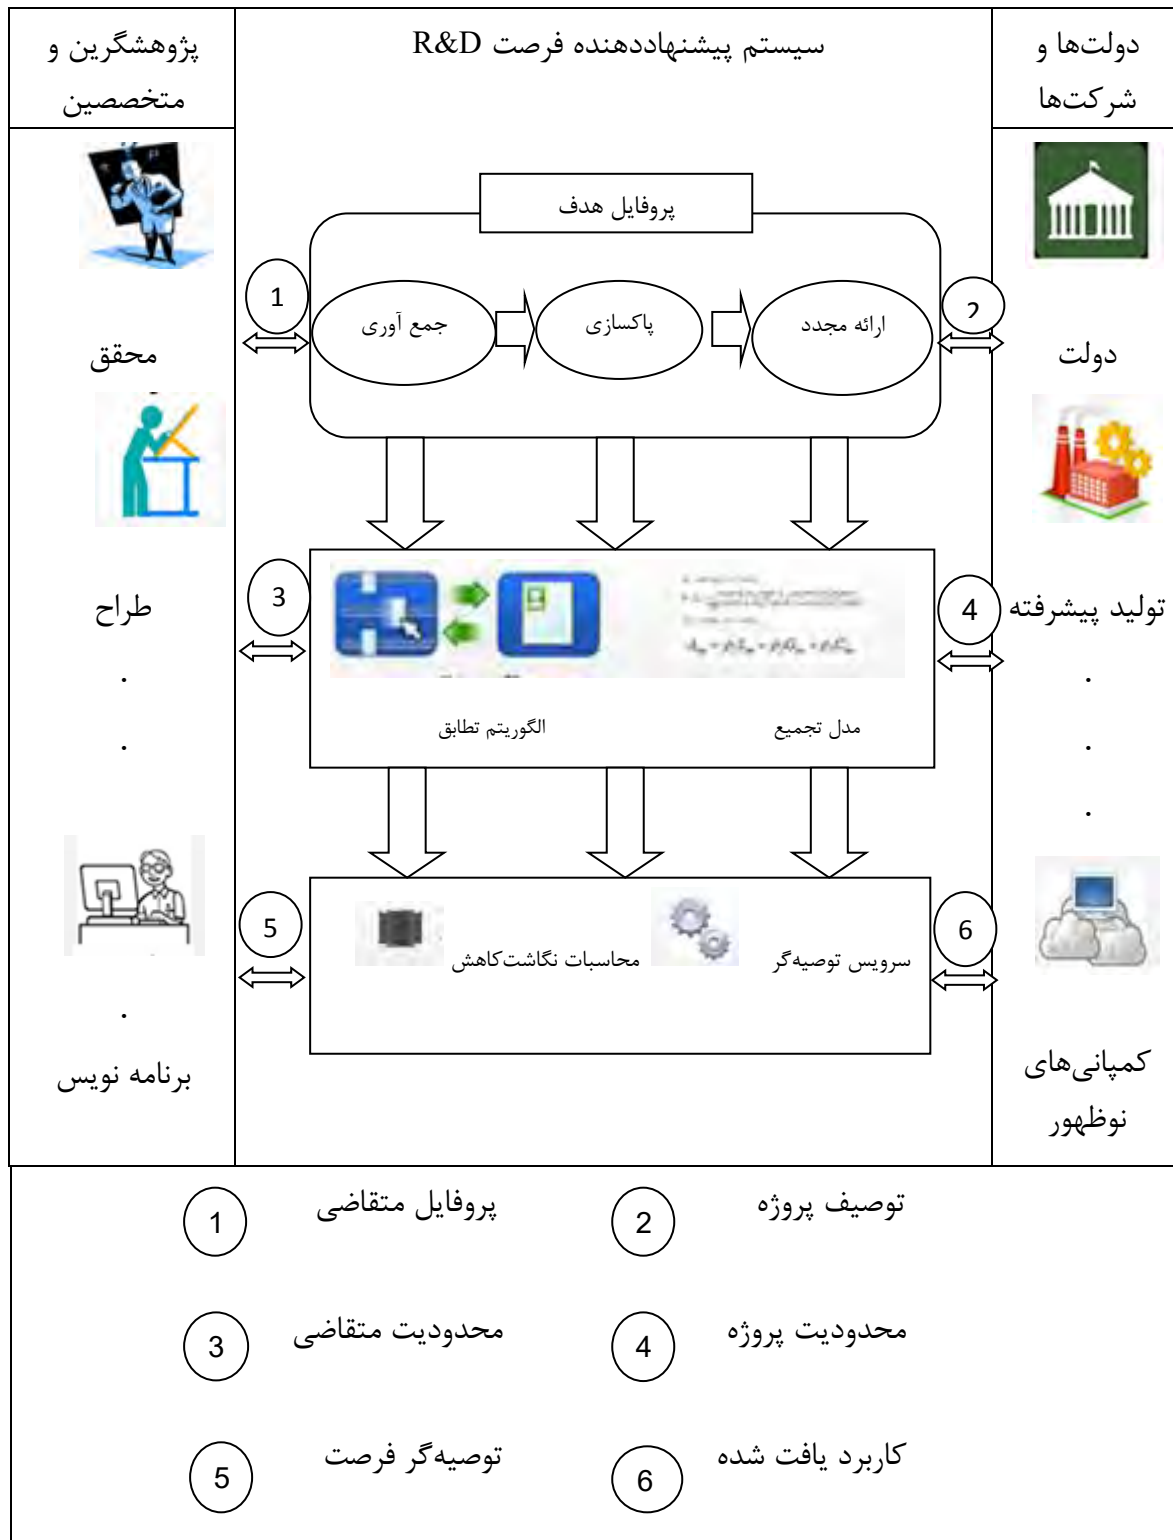 دولت‌ها و
شرکت‌ها
سیستم پیشنهاددهنده فرصت R&D
پژوهشگرین و
متخصصین
پروفایل هدف
جمع آوری
پاکسازی
ارائه مجدد
1
2
محقق
دولت
3
4
طراح
تولید پیشرفته
.
.
.
.
.
الگوریتم تطابق
مدل تجمیع
5
6
محاسبات نگاشت‌کاهش
سرویس توصیه‌گر
.
برنامه نویس
کمپانی‌های
نوظهور
1 پروفایل متقاضی
2 توصیف پروژه
3 محدودیت متقاضی
4 محدودیت پروژه
5 توصیه‌گر فرصت
6 کاربرد یافت شده